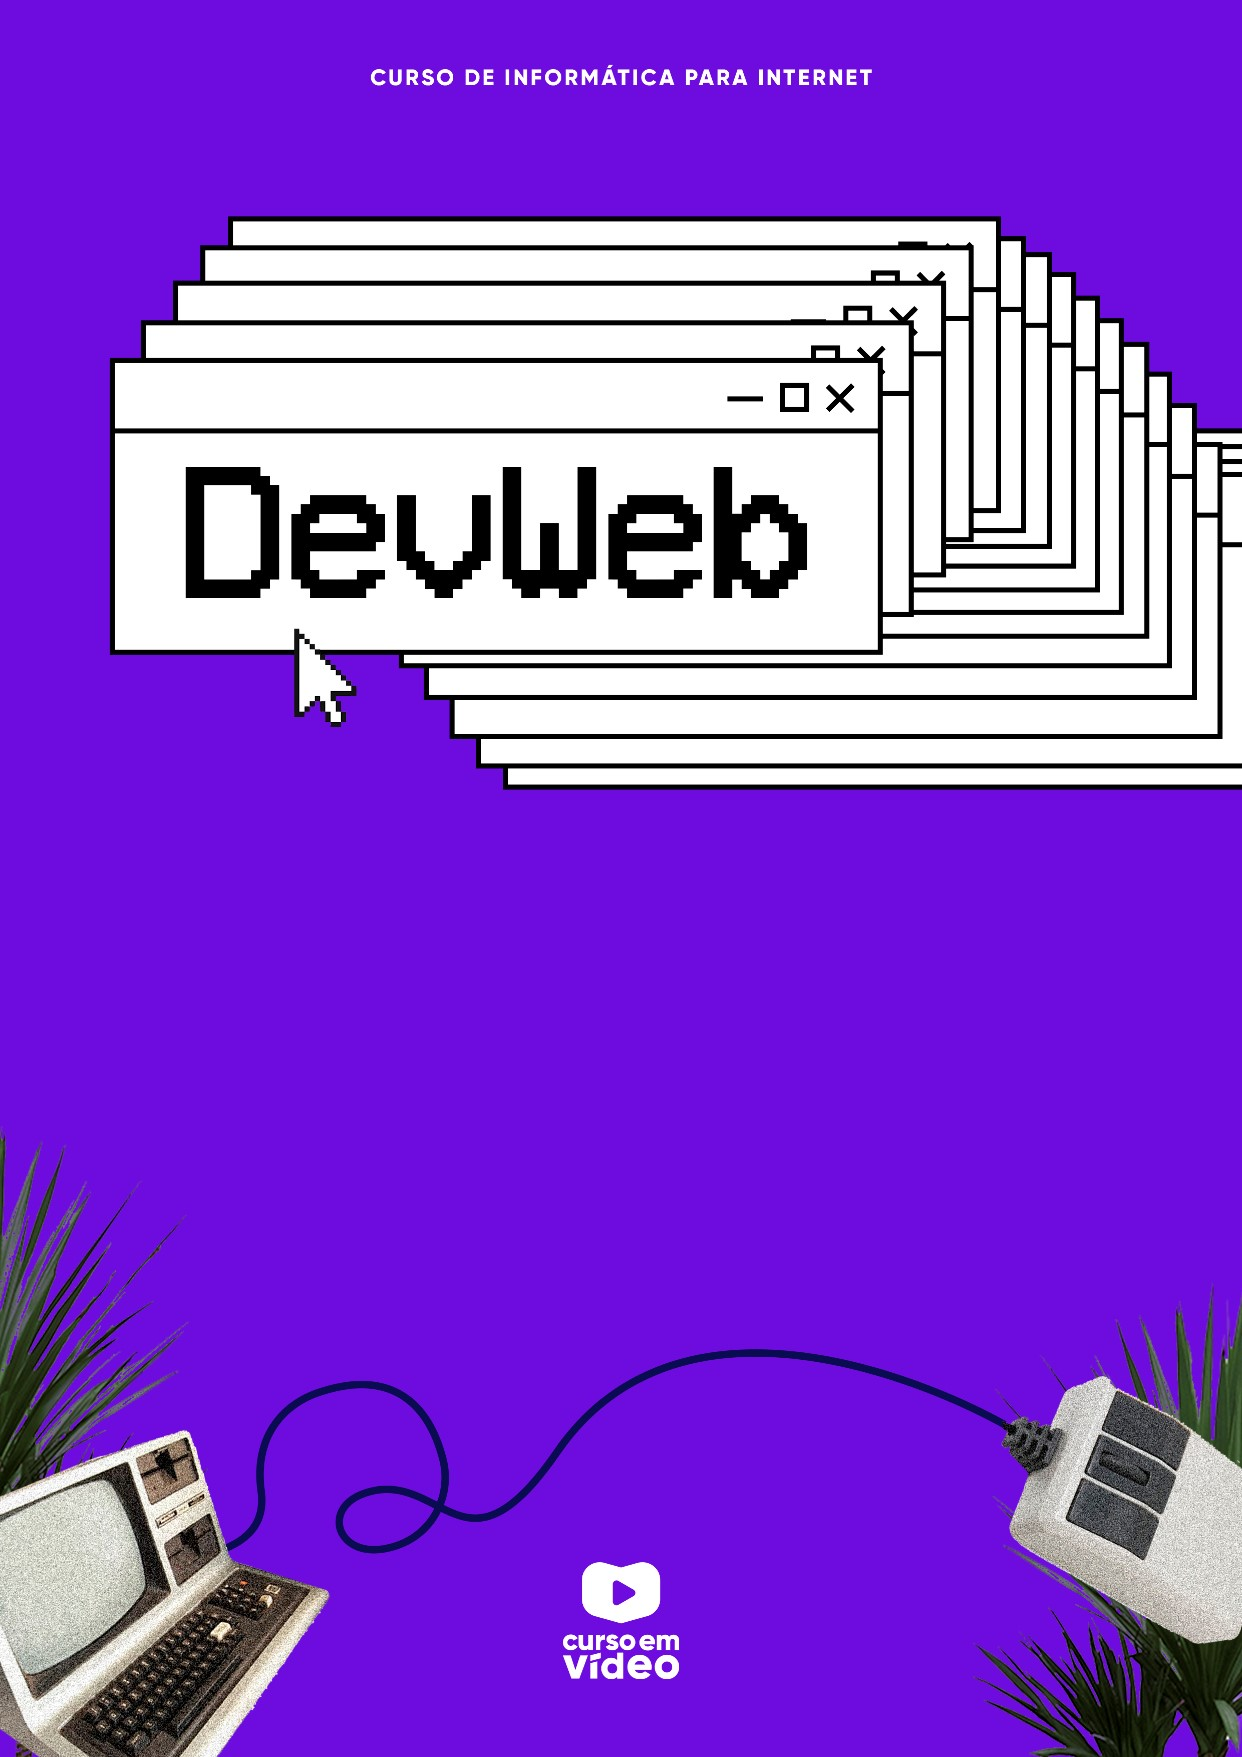 CURSO DE INFORMÁTICA PARA INTERNET
DevWeb
curso em
vídeo